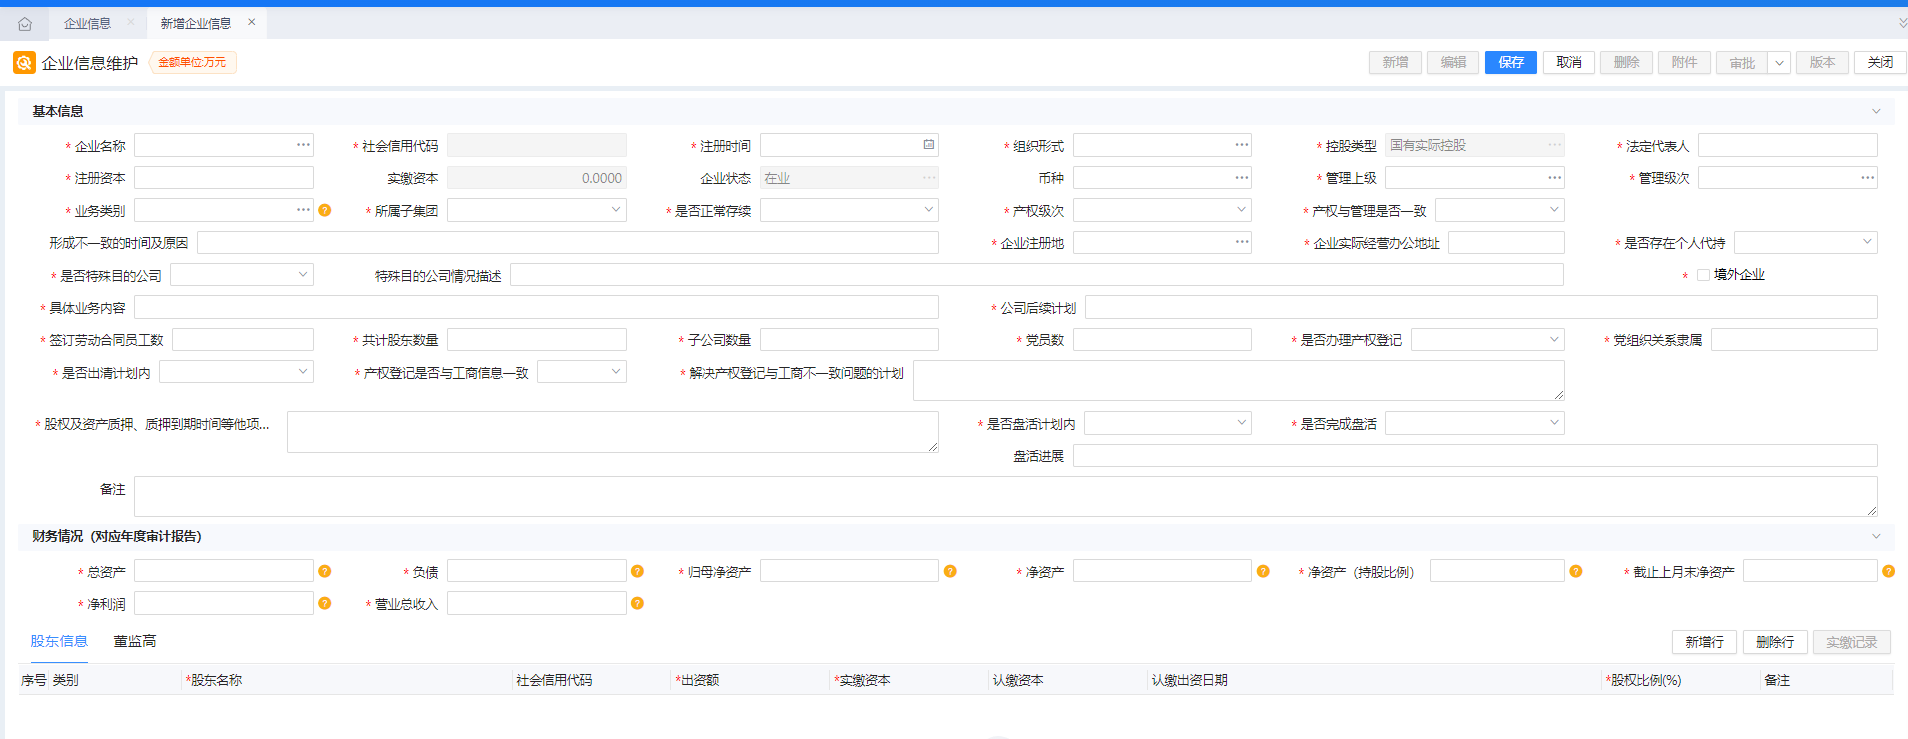 企业信息 新增企业信息
企业信息维护 金额单位:万元 新增 编辑 保存 取消 删除 附件 审批 版本 关闭
基本信息
* 企业名称 * 社会信用代码 * 注册时间 * 组织形式 * 控股类型 国有实际控股 * 法定代表人
* 注册资本 实缴资本 0.0000 企业状态 在业 币种 * 管理上级 * 管理级次
* 业务类别 * 所属子集团 * 是否正常存续 * 产权级次 * 产权与管理是否一致
形成不一致的时间及原因 * 企业注册地 * 企业实际经营办公地址 * 是否存在个人代持
* 是否特殊目的公司 特殊目的公司情况描述 * 境外企业
* 具体业务内容 * 公司后续计划
* 签订劳动合同员工数 * 共计股东数量 * 子公司数量 * 党员数 * 是否办理产权登记 * 党组织关系隶属
* 是否出清计划内 * 产权登记是否与工商信息一致 * 解决产权登记与工商不一致问题的计划
* 股权及资产质押、质押到期时间等他项... * 是否盘活计划内 * 是否完成盘活
盘活进展
备注
财务情况（对应年度审计报告）
* 总资产 * 负债 * 归母净资产 * 净资产 * 净资产（持股比例） * 截止上月末净资产
* 净利润 * 营业总收入
股东信息 董监高 新增行 删除行 实缴记录
序号 类别 *股东名称 社会信用代码 *出资额 *实缴资本 认缴资本 认缴出资日期 *股权比例(%) 备注